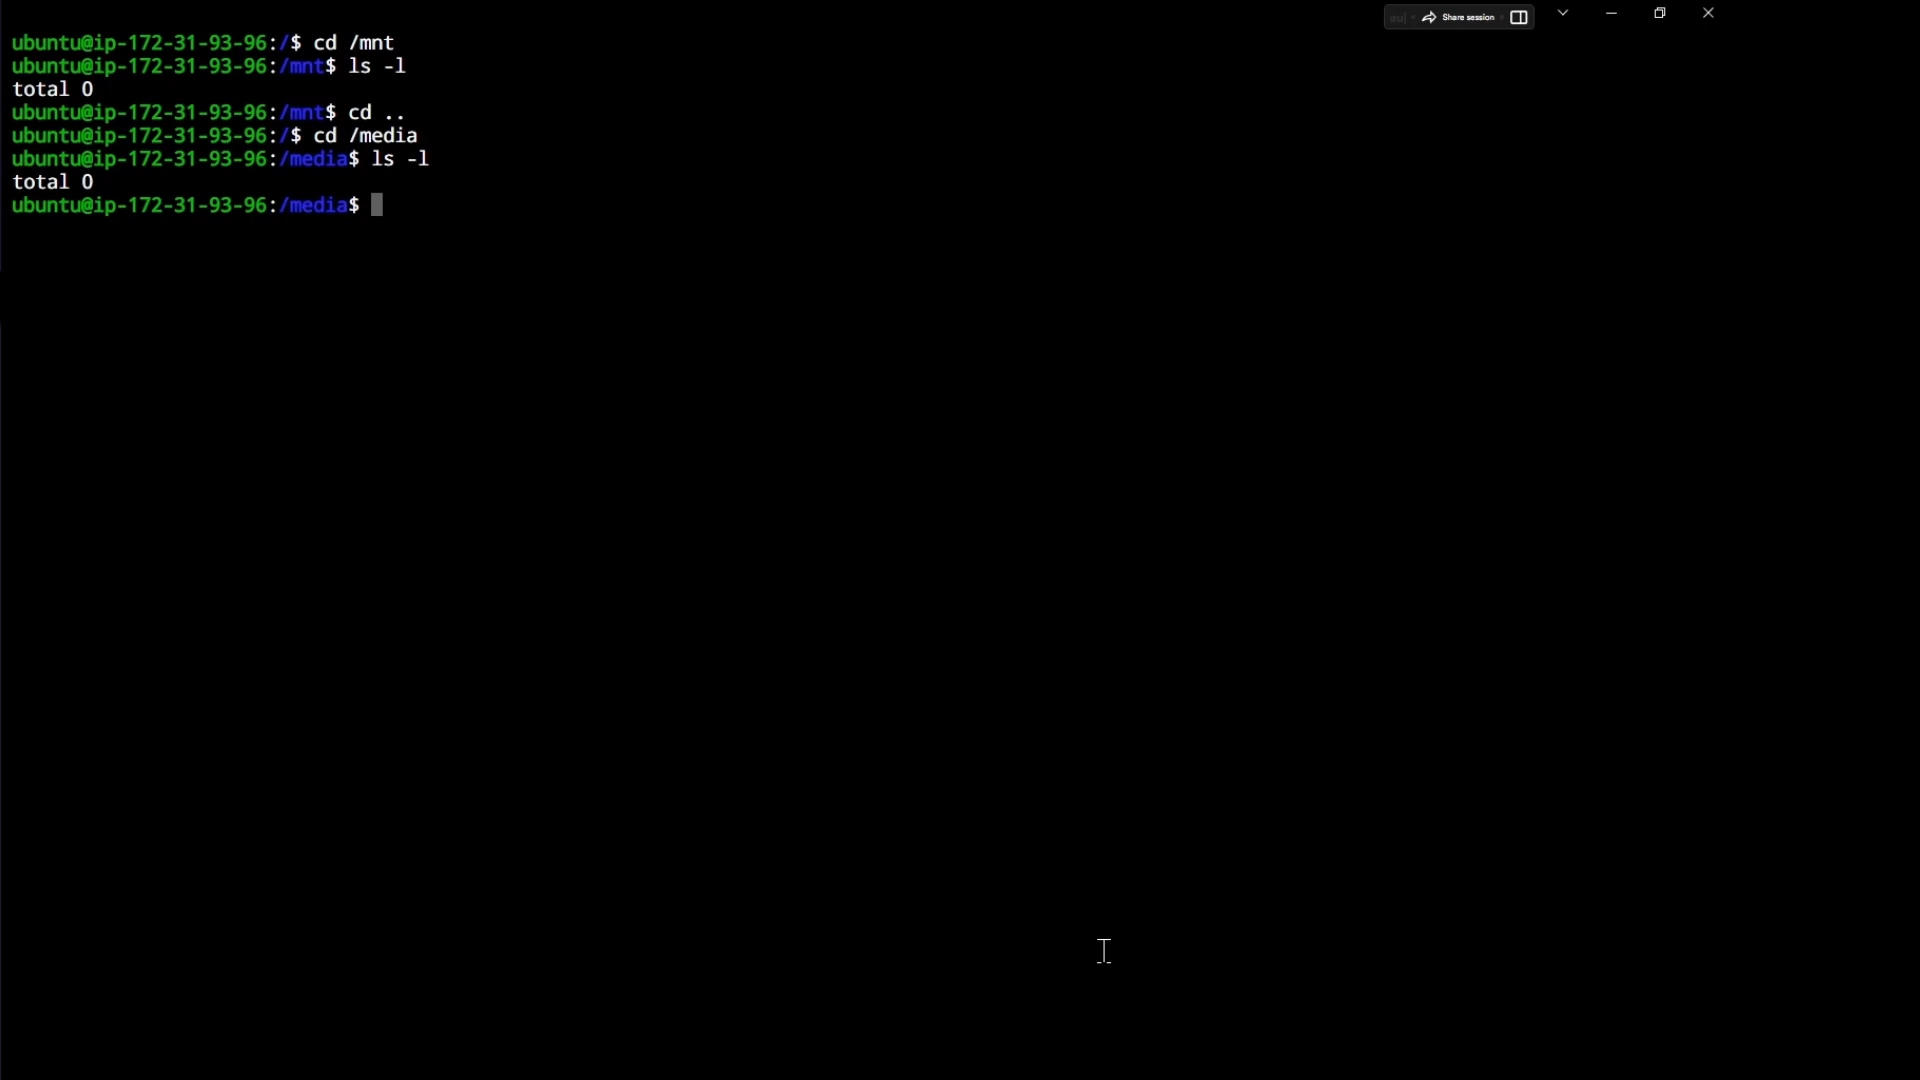 Share session
ubuntu@ip-172-31-93-96:/$ cd /mnt
ubuntu@ip-172-31-93-96:/mnt$ ls -l
total 0
ubuntu@ip-172-31-93-96:/mnt$ cd ..
ubuntu@ip-172-31-93-96:/$ cd /media
ubuntu@ip-172-31-93-96:/media$ ls -l
total 0
ubuntu@ip-172-31-93-96:/media$